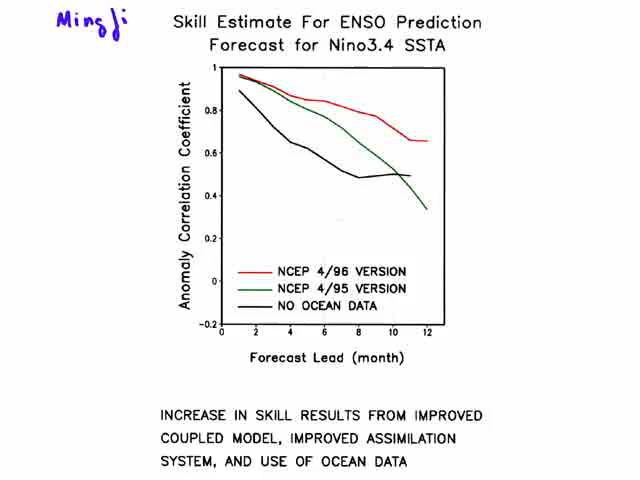 Ming Ji
Skill Estimate For ENSO Prediction
Forecast for Nino3.4 SSTA
Anomaly Correlation Coefficient
1
0.8
0.6
0.4
0.2
0
-0.2
NCEP 4/96 VERSION
NCEP 4/95 VERSION
NO OCEAN DATA
0 2 4 6 8 10 12
Forecast Lead (month)
INCREASE IN SKILL RESULTS FROM IMPROVED
COUPLED MODEL, IMPROVED ASSIMILATION
SYSTEM, AND USE OF OCEAN DATA